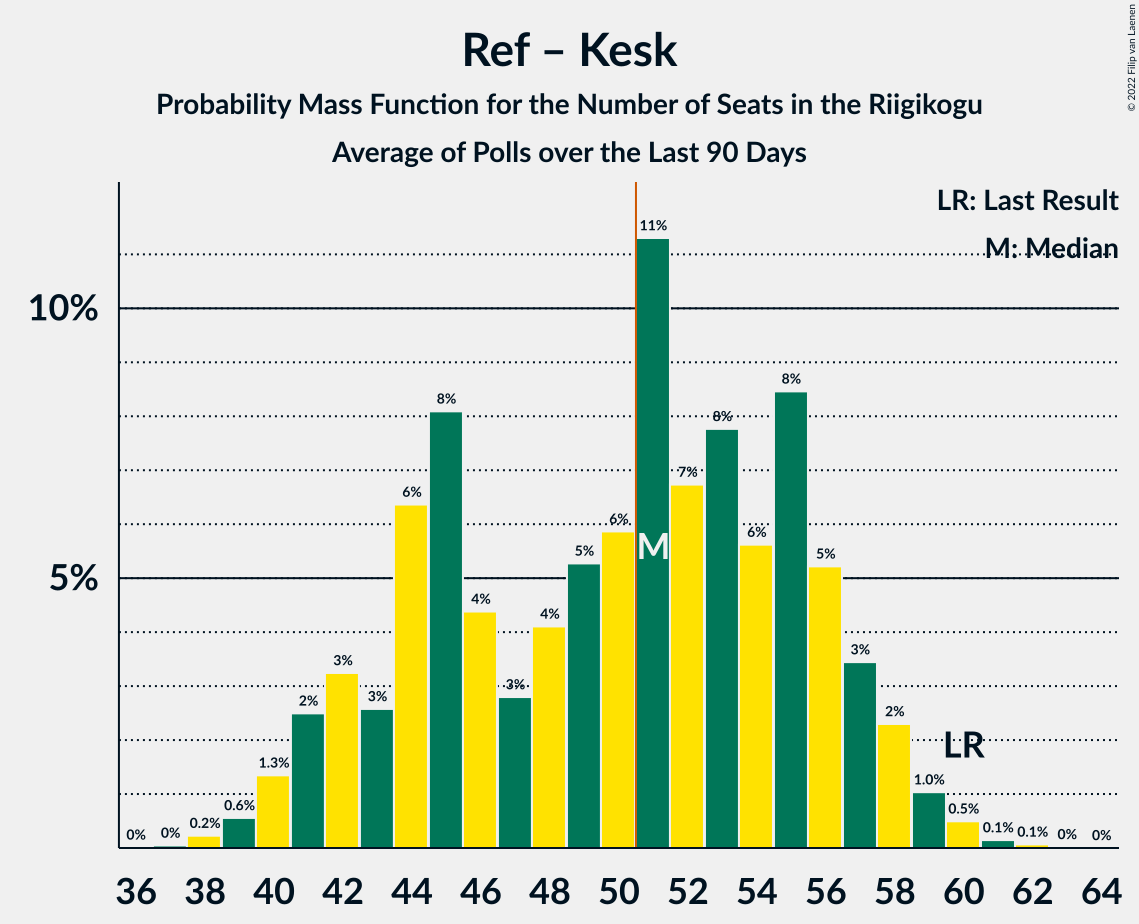 Ref – Kesk
Probability Mass Function for the Number of Seats in the Riigikogu
Average of Polls over the Last 90 Days
© 2022 Filip van Laenen
LR: Last Result
M: Median
10%
5%
0% 0% 0.2% 0.6% 1.3% 2% 3% 3% 6% 8% 4% 3% 4% 5% 6% 11% 7% 8% 6% 8% 5% 3% 2% 1.0% 0.5% 0.1% 0.1% 0% 0%
M
LR
36 38 40 42 44 46 48 50 52 54 56 58 60 62 64